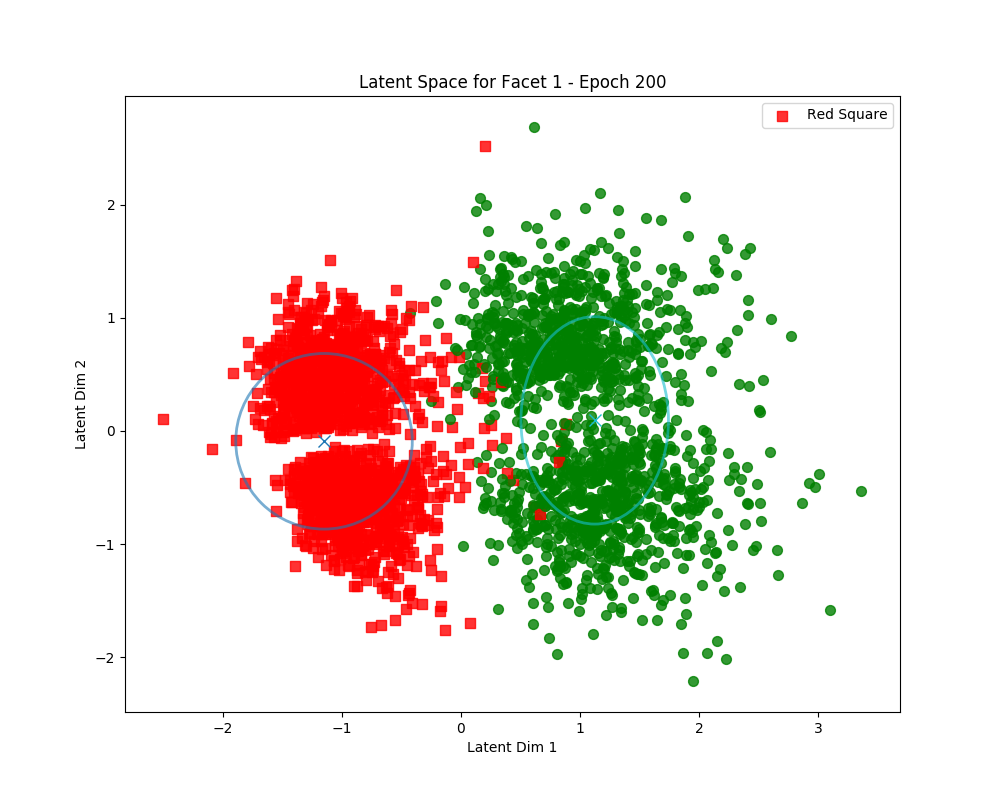 Latent Space for Facet 1 - Epoch 200
Red Square
2
1
0
−1
−2
Latent Dim 2
−2
−1
0
1
2
3
Latent Dim 1